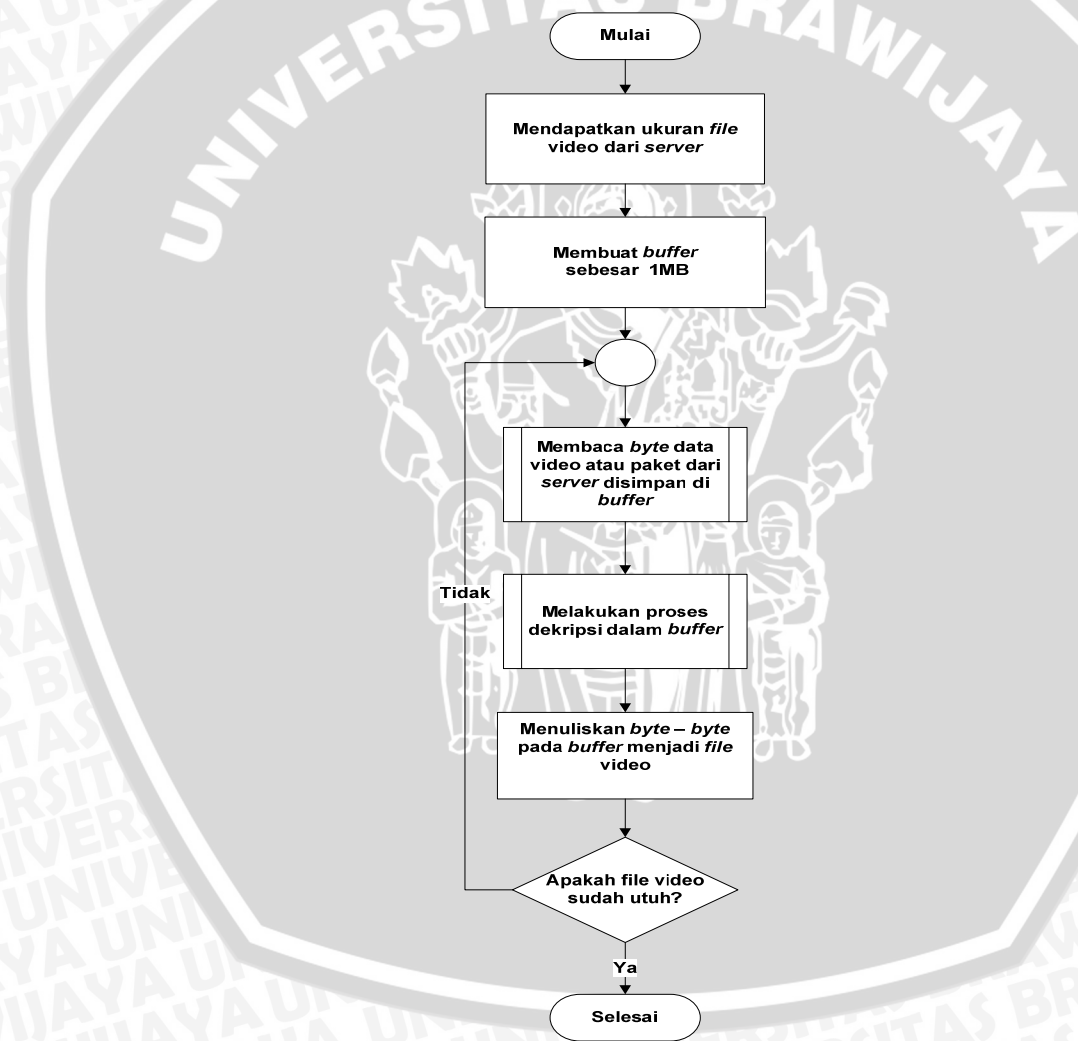 UNIVERSITAS BRAWIJAYA
Mulai
Mendapatkan ukuran file
video dari server
Membuat buffer
sebesar 1MB
Membaca byte data
video atau paket dari
server disimpan di
buffer
Tidak
Melakukan proses
dekripsi dalam buffer
Menuliskan byte – byte
pada buffer menjadi file
video
Apakah file video
sudah utuh?
Ya
Selesai